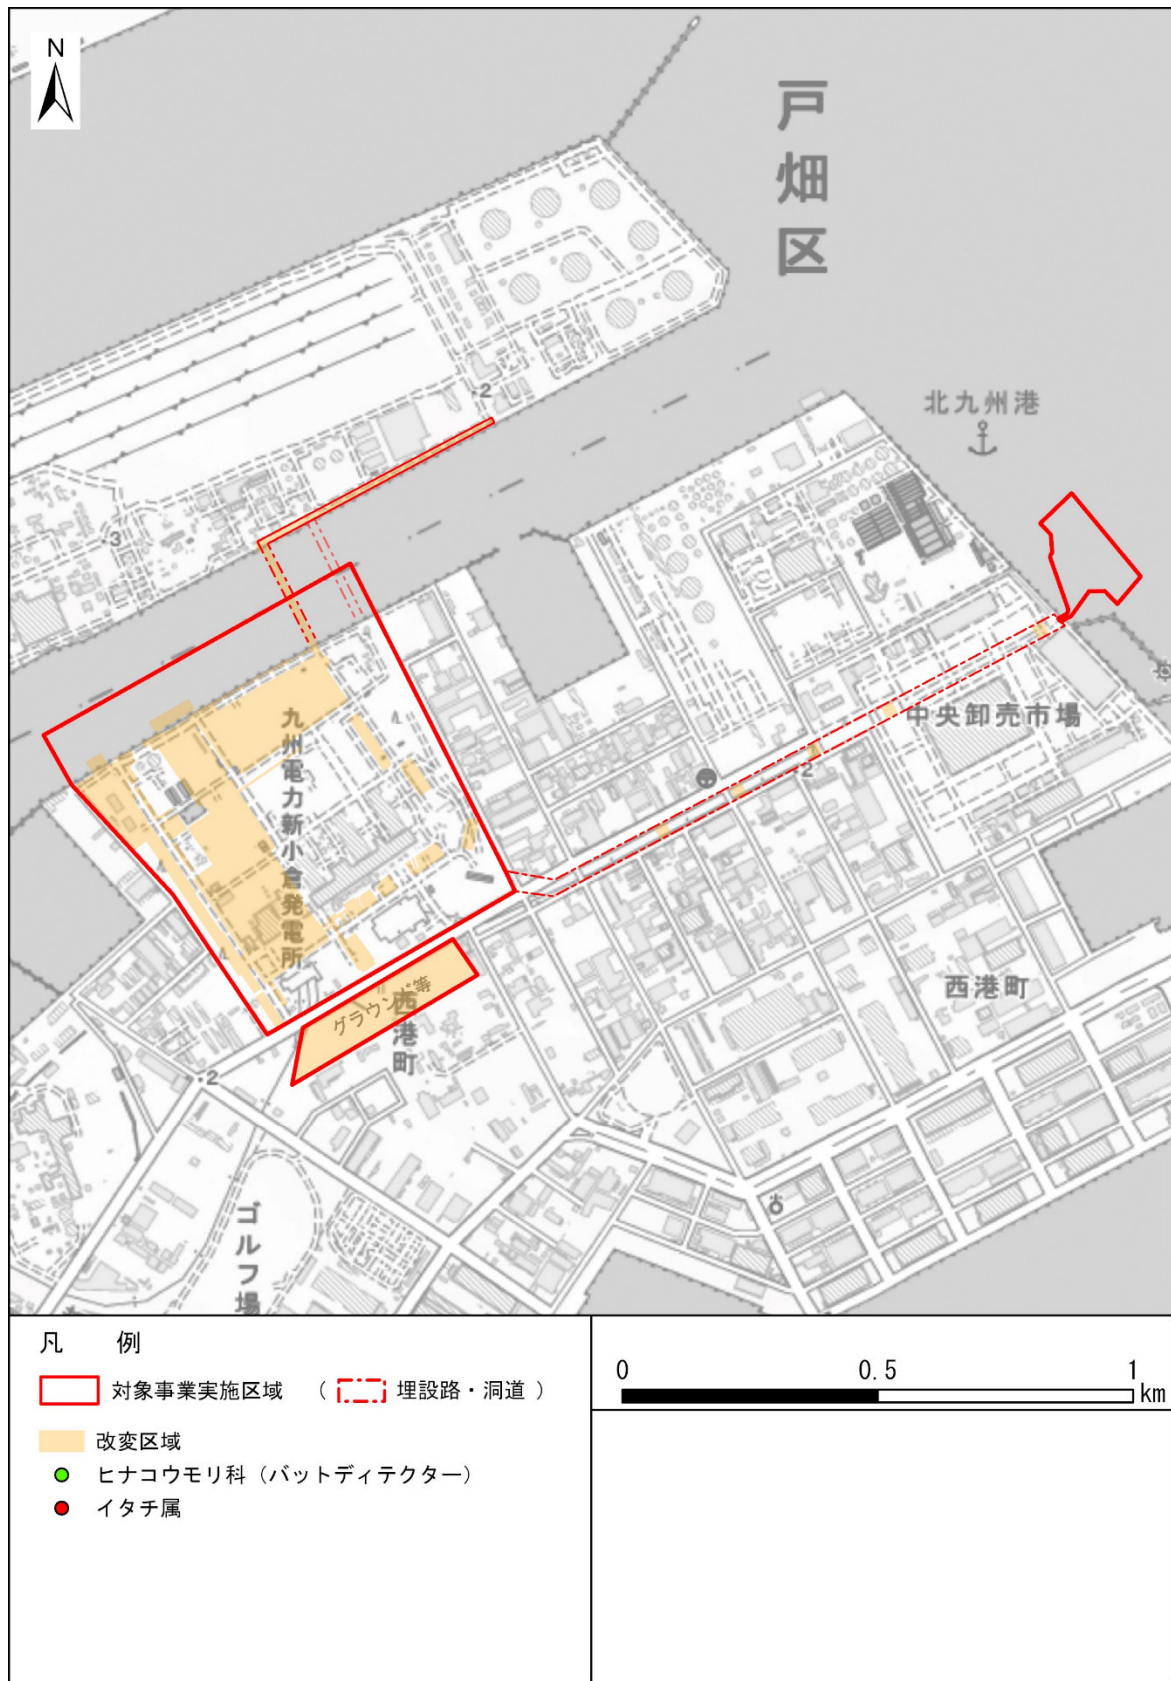 N
戸畑区
北九州港
2
3
九州電力新小倉発電所
中央卸売市場
2
グラウンド等
西港町
西港町
2
ゴルフ場
凡 例
対象事業実施区域 ( 埋設路・洞道 )
改変区域
ヒナコウモリ科(バットディテクター)
イタチ属
0 0.5 1
km